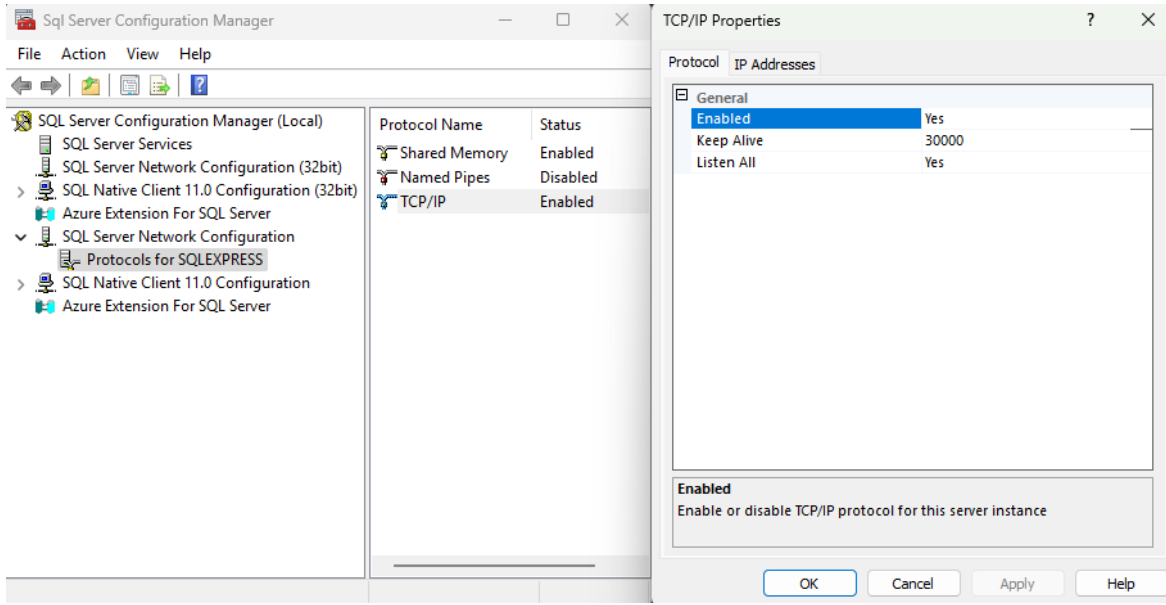 Sql Server Configuration Manager
File Action View Help
SQL Server Configuration Manager (Local)
SQL Server Services
SQL Server Network Configuration (32bit)
SQL Native Client 11.0 Configuration (32bit)
Azure Extension For SQL Server
SQL Server Network Configuration
Protocols for SQLEXPRESS
SQL Native Client 11.0 Configuration
Azure Extension For SQL Server
Protocol Name Status
Shared Memory Enabled
Named Pipes Disabled
TCP/IP Enabled
TCP/IP Properties
Protocol IP Addresses
General
Enabled Yes
Keep Alive 30000
Listen All Yes
Enabled
Enable or disable TCP/IP protocol for this server instance
OK Cancel Apply Help